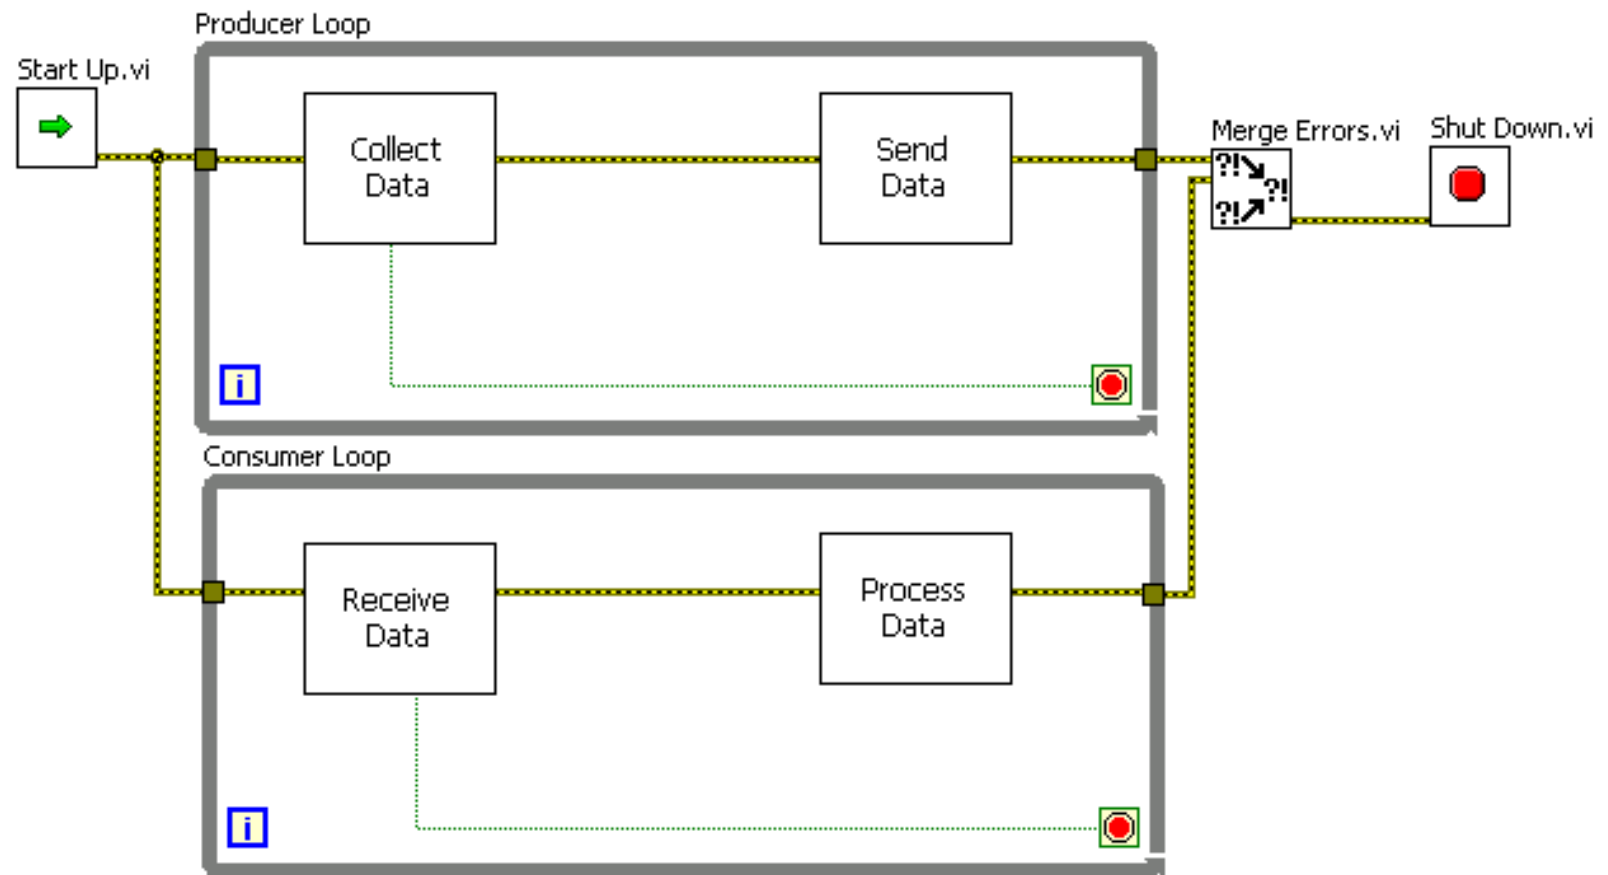 Producer Loop
Start Up.vi
Collect
Data
Send
Data
Merge Errors.vi
Shut Down.vi
?!
?!
?!
i
Consumer Loop
Receive
Data
Process
Data
i